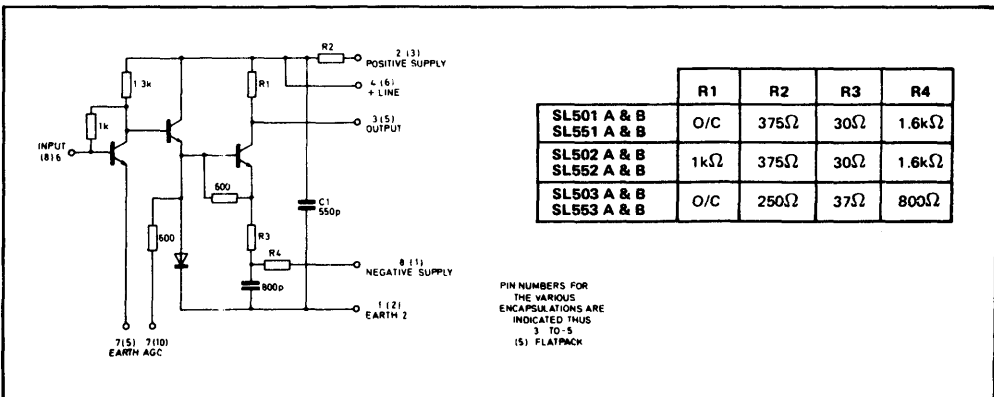 R2
2 (3)
POSITIVE SUPPLY
1.3k
R1
4 (6)
+ LINE
1k
3 (5)
OUTPUT
INPUT
(8) 6
600
C1
550p
600
R3
R4
8 (1)
NEGATIVE SUPPLY
800p
1 (2)
EARTH 2
7(5) 7(10)
EARTH AGC
PIN NUMBERS FOR
THE VARIOUS
ENCAPSULATIONS ARE
INDICATED THUS
3 TO-5
(5) FLATPACK
R1 R2 R3 R4
SL501 A & B
SL551 A & B
O/C 375Ω 30Ω 1.6kΩ
SL502 A & B
SL552 A & B
1kΩ 375Ω 30Ω 1.6kΩ
SL503 A & B
SL553 A & B
O/C 250Ω 37Ω 800Ω